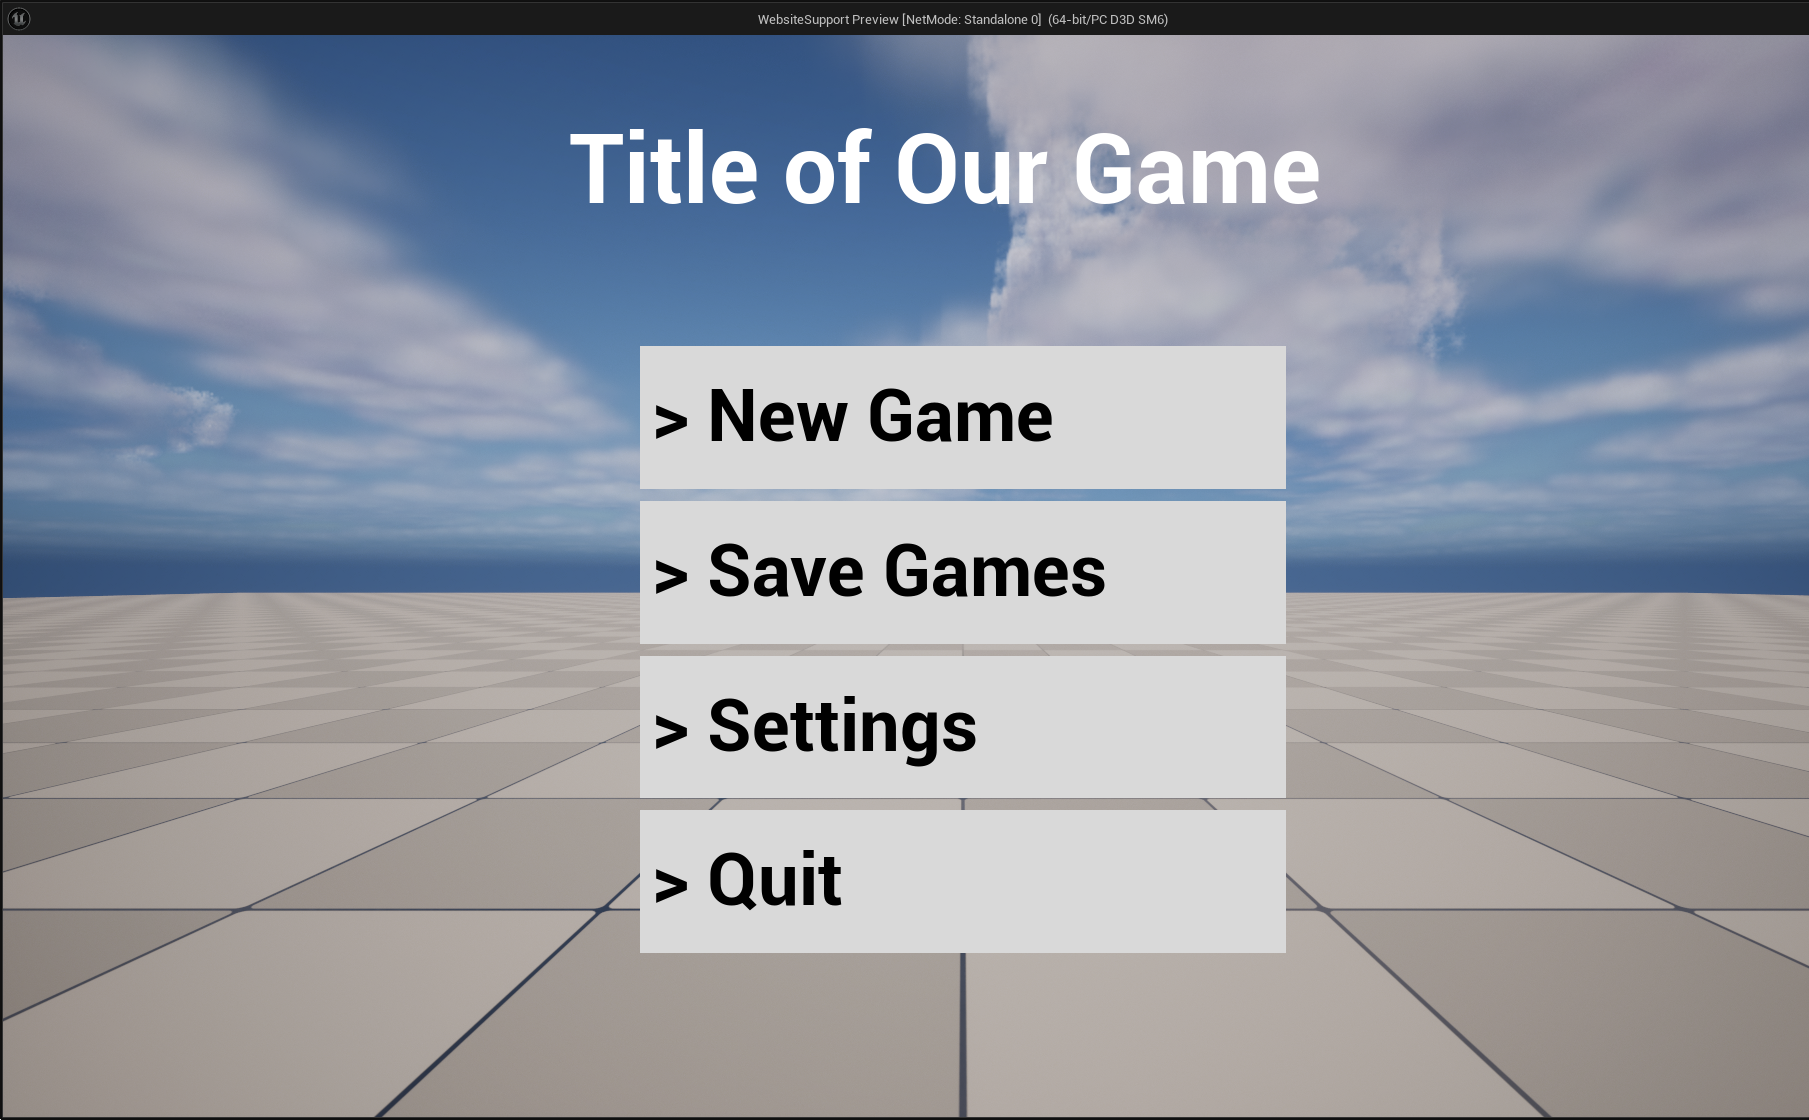 WebsiteSupport Preview [NetMode: Standalone 0] (64-bit/PC D3D SM6)
Title of Our Game
> New Game
> Save Games
> Settings
> Quit